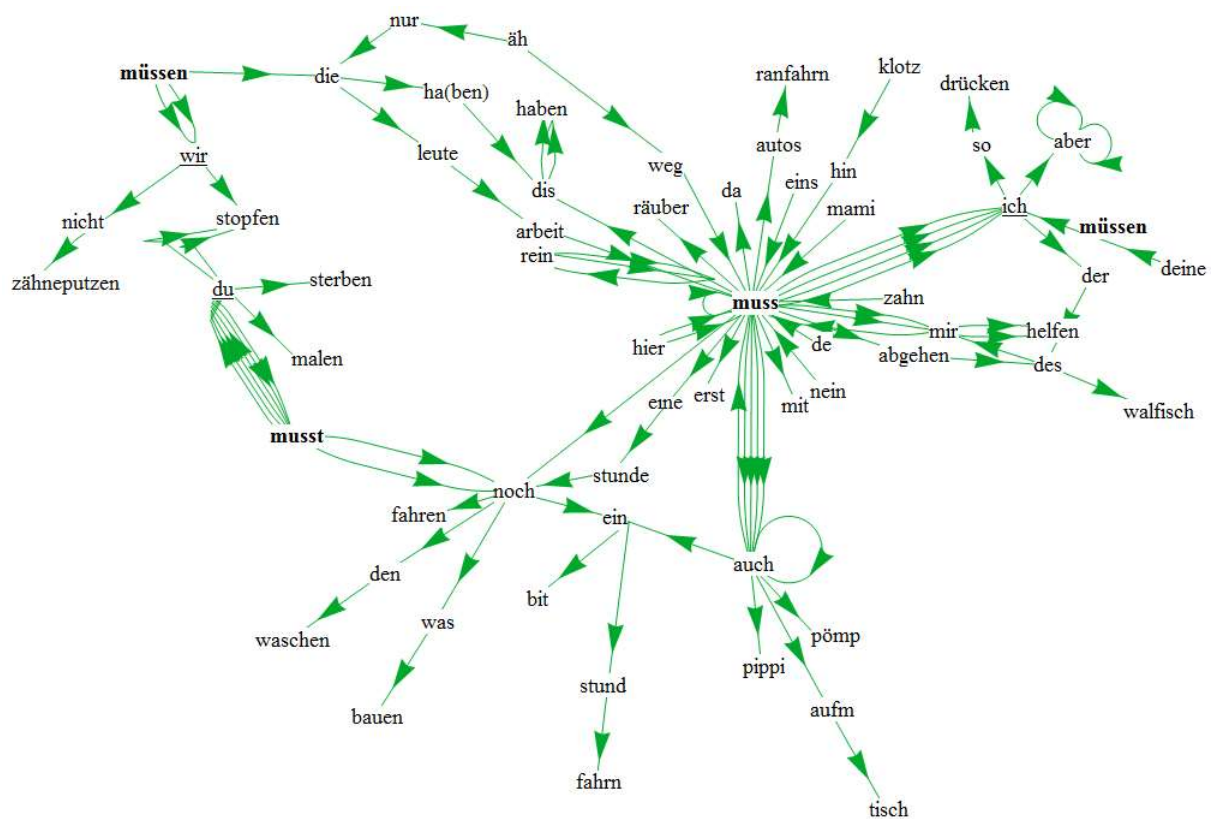 nur
äh
müssen
die
ha(ben)
haben
ranfahrn
klotz
drücken
leute
weg
autos
so
aber
wir
dis
da
eins
hin
nicht
stopfen
räuber
mami
ich
müssen
arbeit
rein
zähneputzen
du
sterben
der
deine
muss
zahn
malen
hier
de
mir
helfen
abgehen
des
eine
erst
mit
nein
walfisch
musst
noch
stunde
fahren
ein
den
auch
bit
waschen
was
pippi
pömp
bauen
stund
aufm
fahrn
tisch